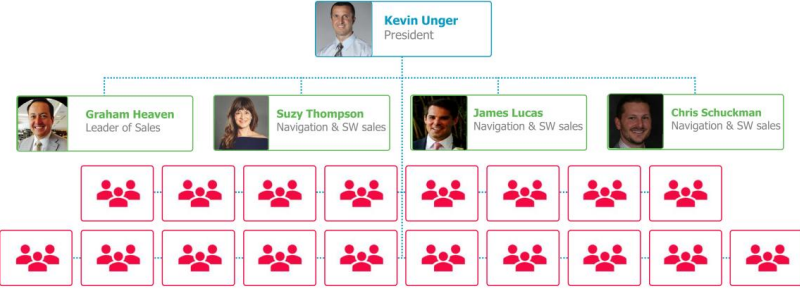 Kevin Unger
President
Graham Heaven
Leader of Sales
Suzy Thompson
Navigation & SW sales
James Lucas
Navigation & SW sales
Chris Schuckman
Navigation & SW sales